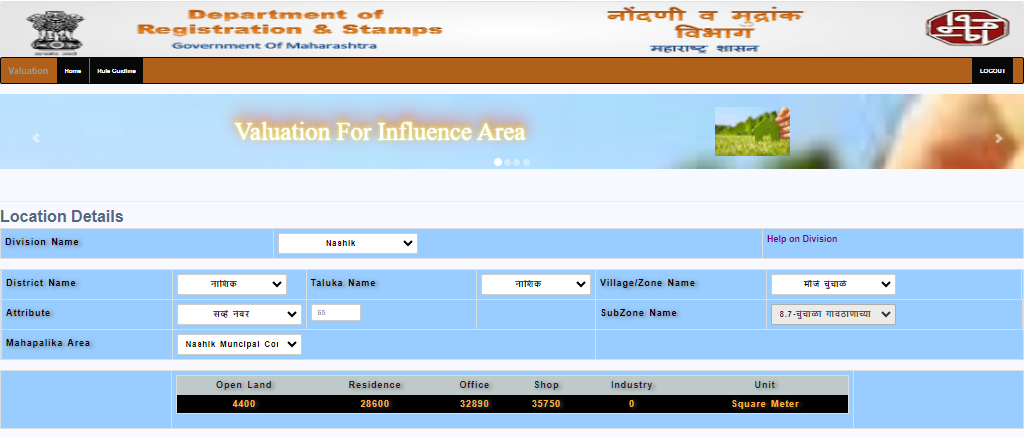 Department of
Registration & Stamps
Government Of Maharashtra
नोंदणी व मुद्रांक
विभाग
महाराष्ट्र शासन
Valuation Home Rule Guidline LOGOUT
Valuation For Influence Area
Location Details
Division Name Nashik Help on Division
District Name नाशिक Taluka Name नाशिक Village/Zone Name मौजे चुंचाळे
Attribute सर्व्हे नंबर 65 SubZone Name 8.7-चुंचाळा गावठाणाच्या
Mahapalika Area Nashik Muncipal Cor
Open Land Residence Office Shop Industry Unit
4400 28600 32890 35750 0 Square Meter